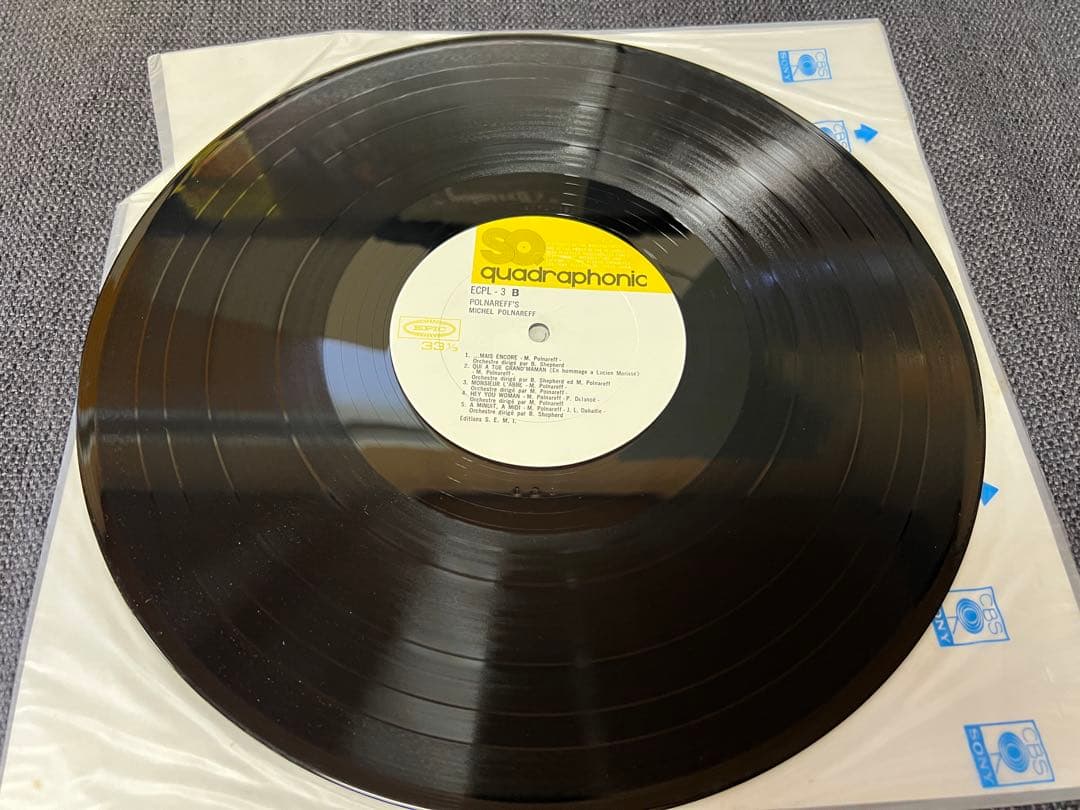 SQ
quadraphonic
ECPL - 3 B
POLNAREFF'S
MICHEL POLNAREFF
EPIC
33⅓
1. ...MAIS ENCORE - M. Polnareff -
Orchestre dirigé par B. Shepherd
2. QUI A TUE GRAND'MAMAN (En hommage a Lucien Morisse)
- M. Polnareff -
Orchestre dirigé par B. Shepherd ed M. Polnareff
3. MONSIEUR L'ABBE - M. Polnareff -
Orchestre dirigé par M. Polnareff
4. HEY YOU WOMAN - M. Polnareff - P. Delanoë -
Orchestre dirigé par M. Polnareff
5. A MINUIT, A MIDI - M. Polnareff - J. L. Dabadie -
Orchestre dirigé par B. Shepherd
Editions S. E. M. I.
CBS
SONY
CBS
CBS
SONY
CBS
SONY